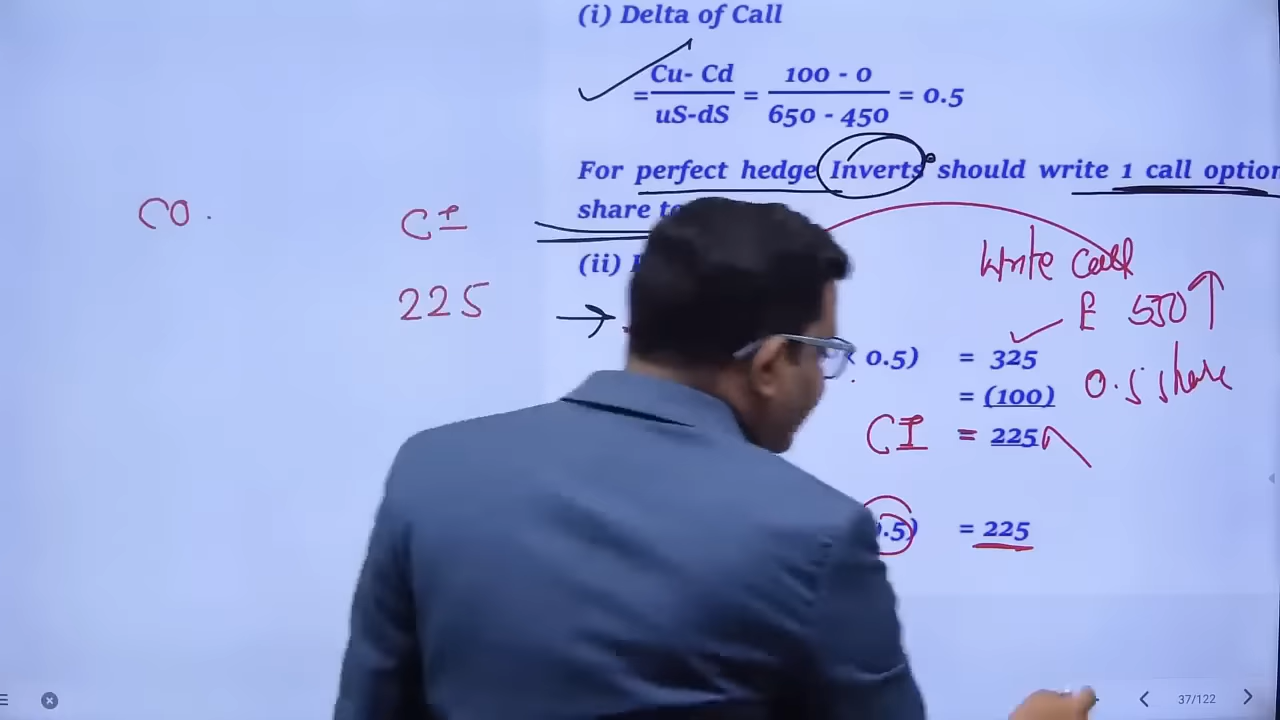 (i) Delta of Call
= Cu- Cd / uS-dS = 100 - 0 / 650 - 450 = 0.5
For perfect hedge Inverts should write 1 call option
share to
(ii)
CO.
CI
225
Write Call
E 550
0.5 share
0.5) = 325
= (100)
CI = 225
.5) = 225
37/122